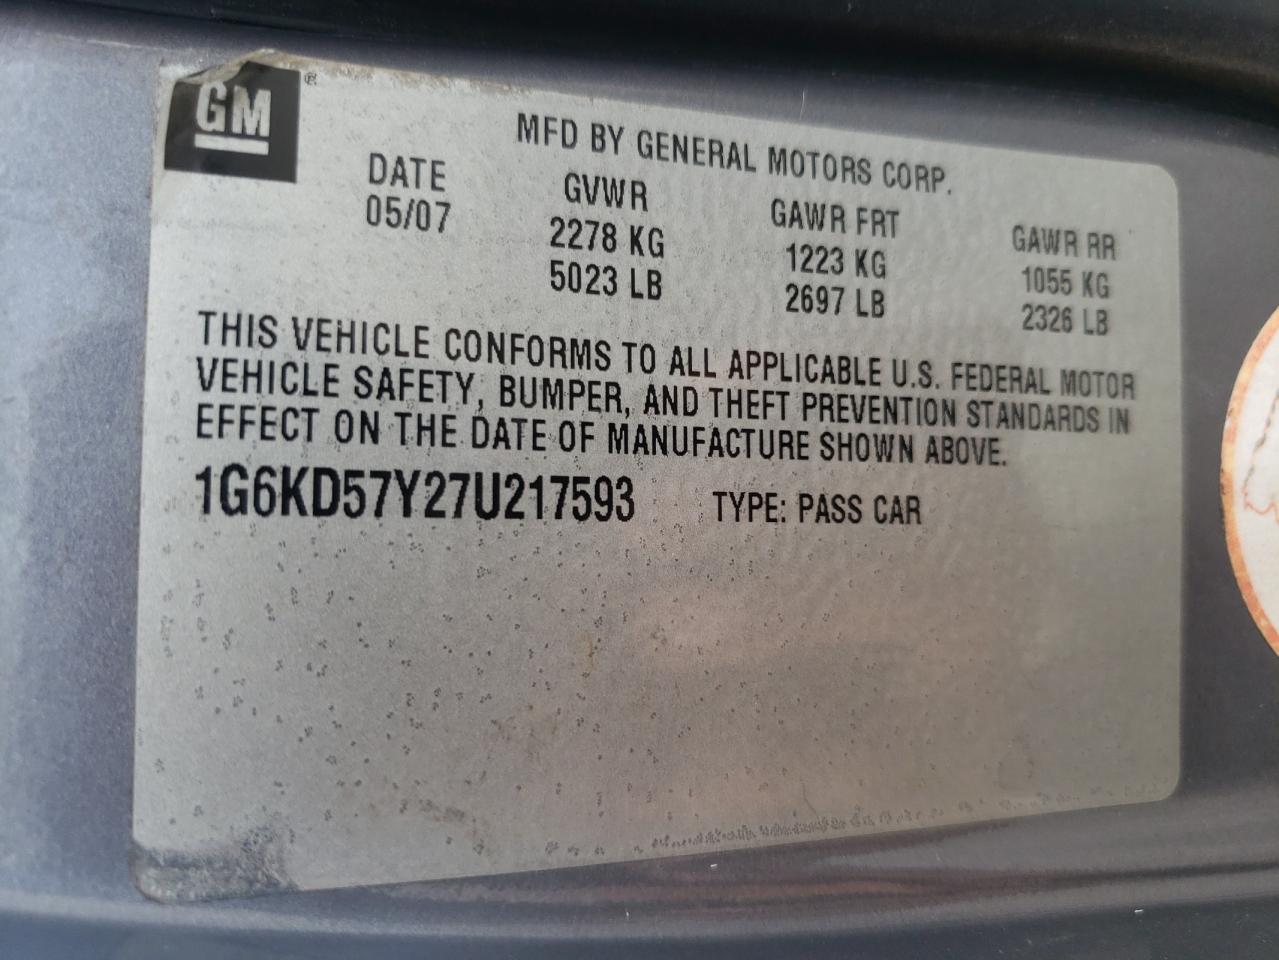 GM ®
MFD BY GENERAL MOTORS CORP.
DATE GVWR GAWR FRT GAWR RR
05/07 2278 KG 1223 KG 1055 KG
5023 LB 2697 LB 2326 LB
THIS VEHICLE CONFORMS TO ALL APPLICABLE U.S. FEDERAL MOTOR
VEHICLE SAFETY, BUMPER, AND THEFT PREVENTION STANDARDS IN
EFFECT ON THE DATE OF MANUFACTURE SHOWN ABOVE.
1G6KD57Y27U217593 TYPE: PASS CAR